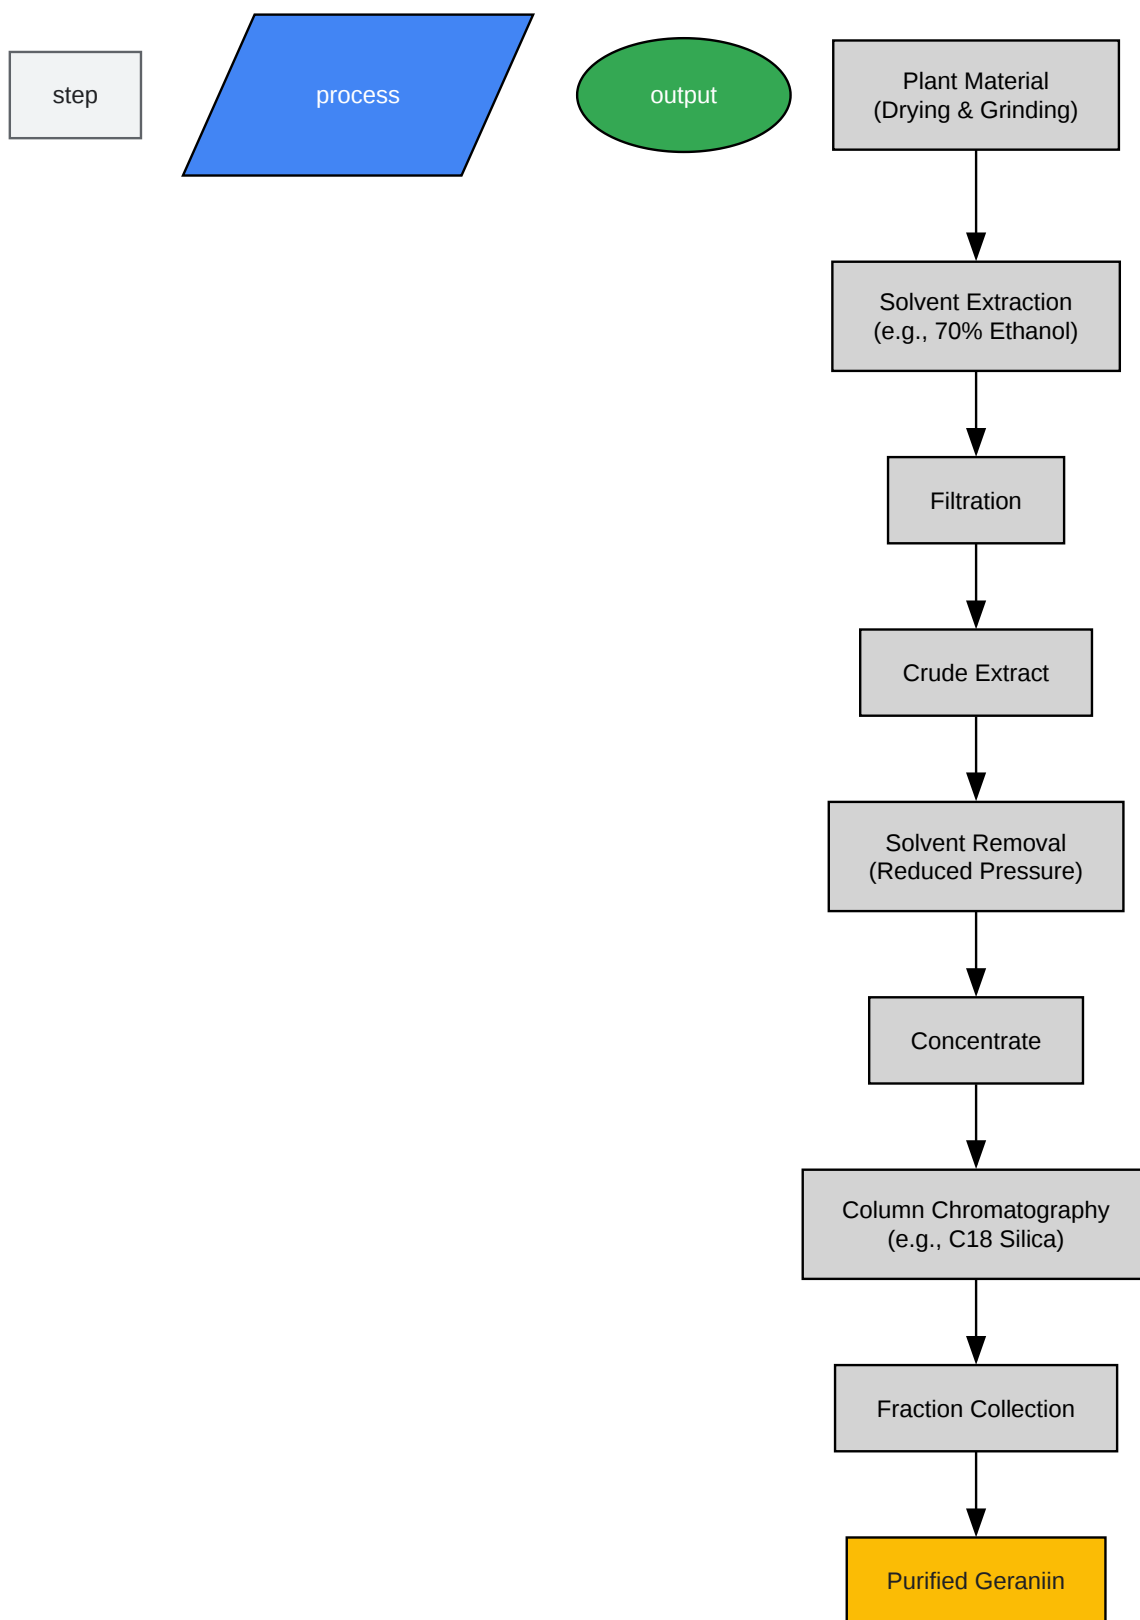 step
process
output
Plant Material
(Drying & Grinding)
Solvent Extraction
(e.g., 70% Ethanol)
Filtration
Crude Extract
Solvent Removal
(Reduced Pressure)
Concentrate
Column Chromatography
(e.g., C18 Silica)
Fraction Collection
Purified Geraniin